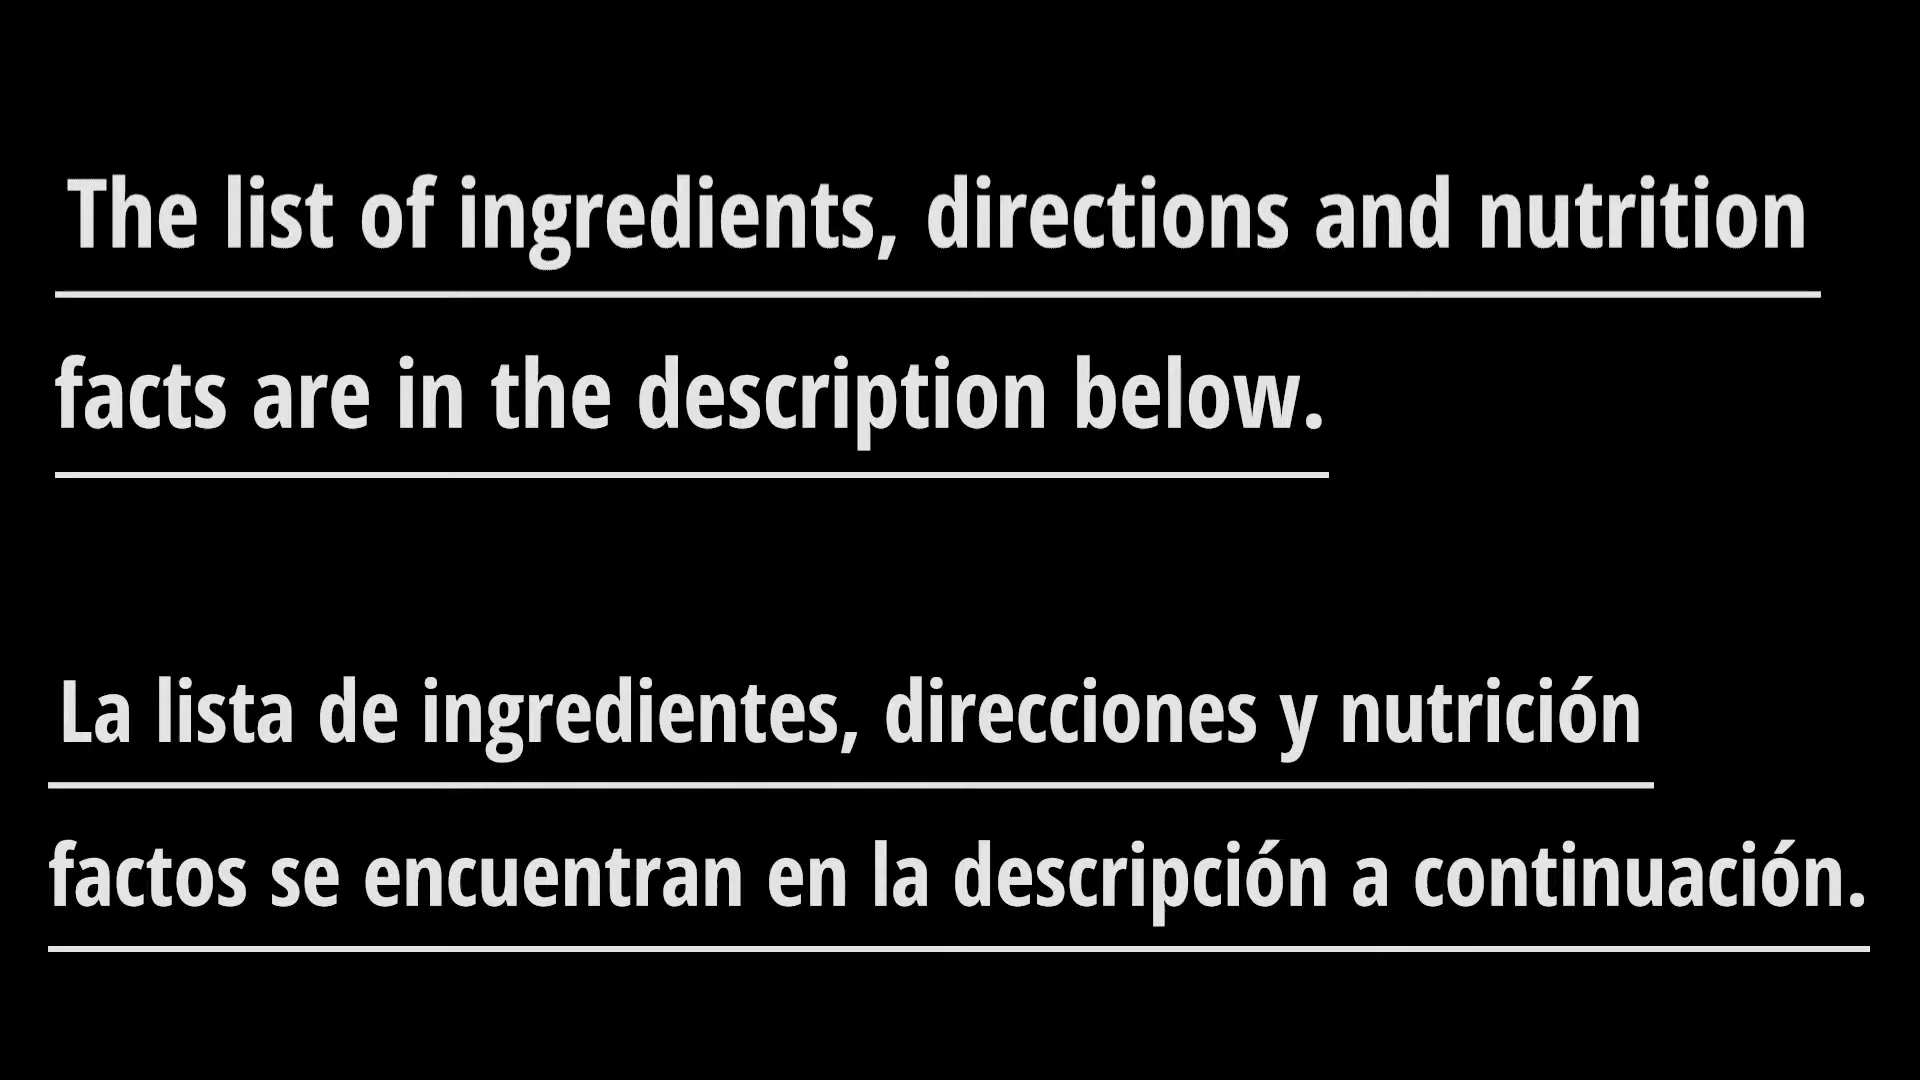 The list of ingredients, directions and nutrition
facts are in the description below.
La lista de ingredientes, direcciones y nutrición
factos se encuentran en la descripción a continuación.